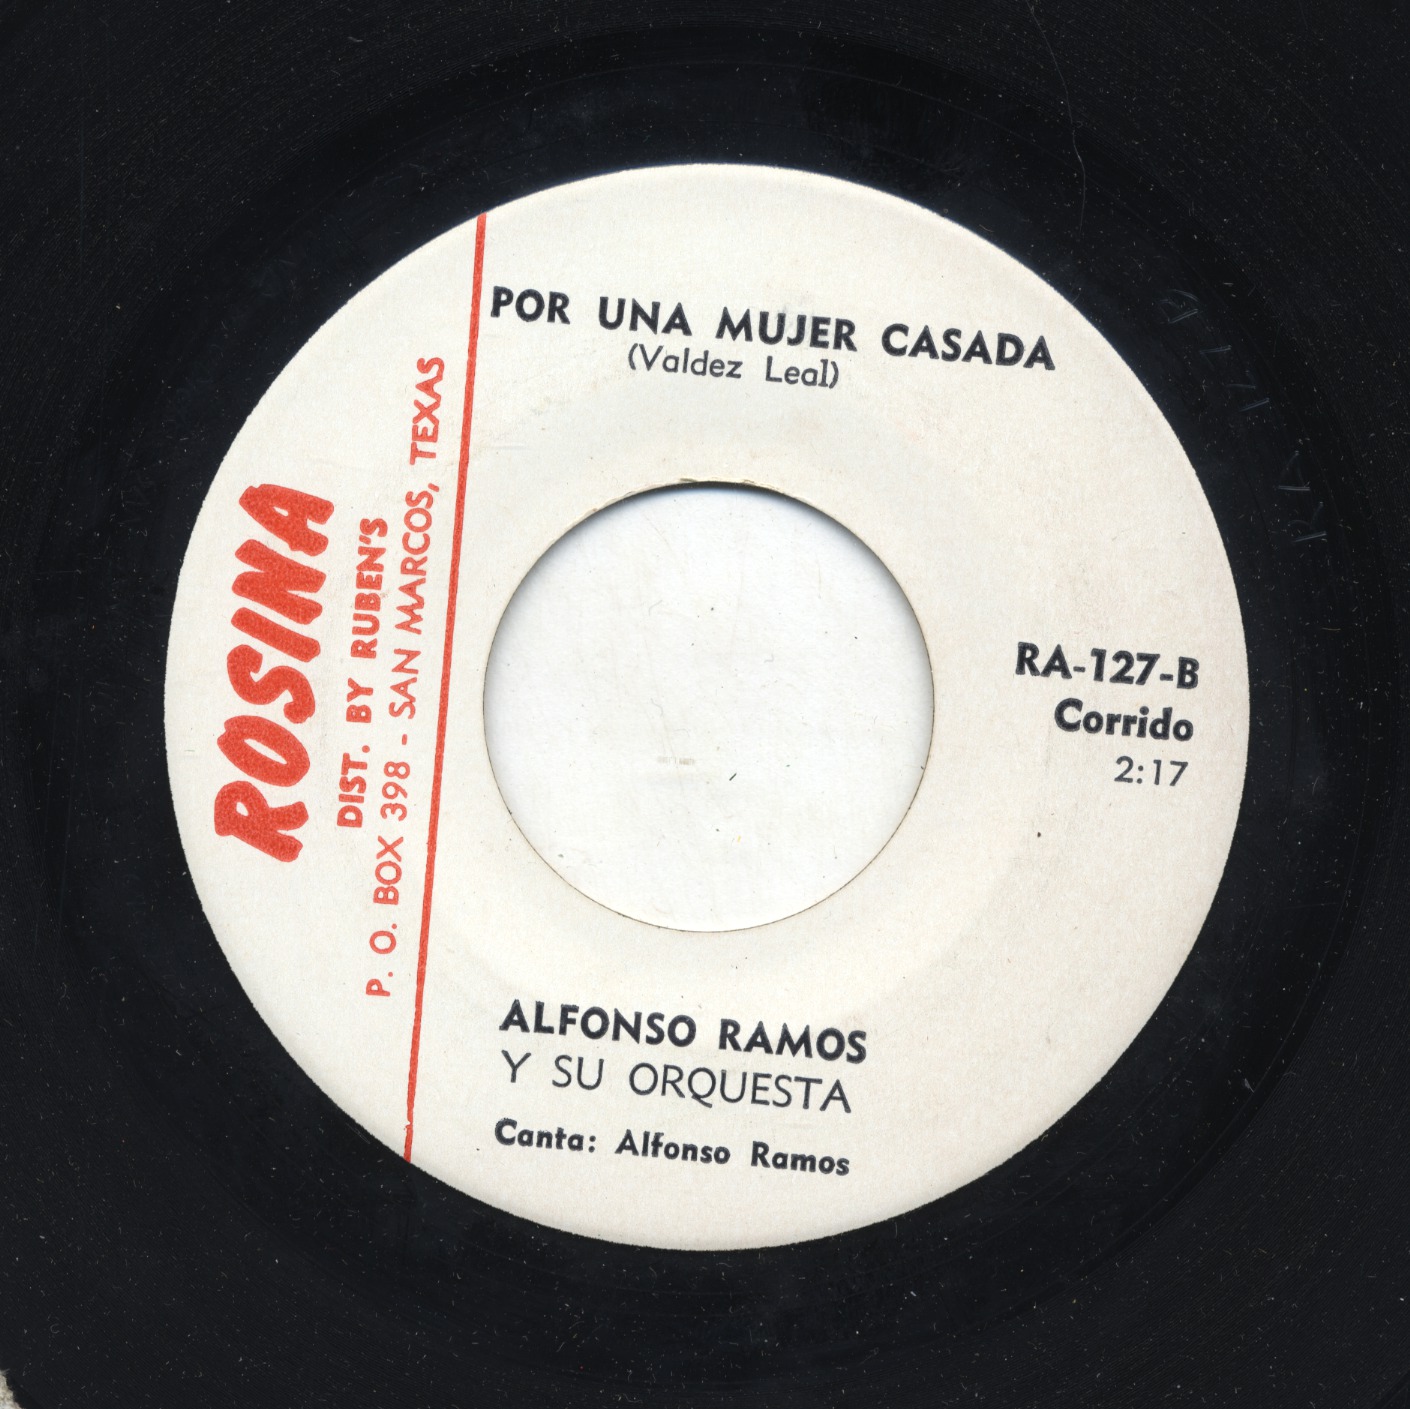 POR UNA MUJER CASADA
(Valdez Leal)
ROSINA
DIST. BY RUBEN'S
P. O. BOX 398 - SAN MARCOS, TEXAS
RA-127-B
Corrido
2:17
ALFONSO RAMOS
Y SU ORQUESTA
Canta: Alfonso Ramos